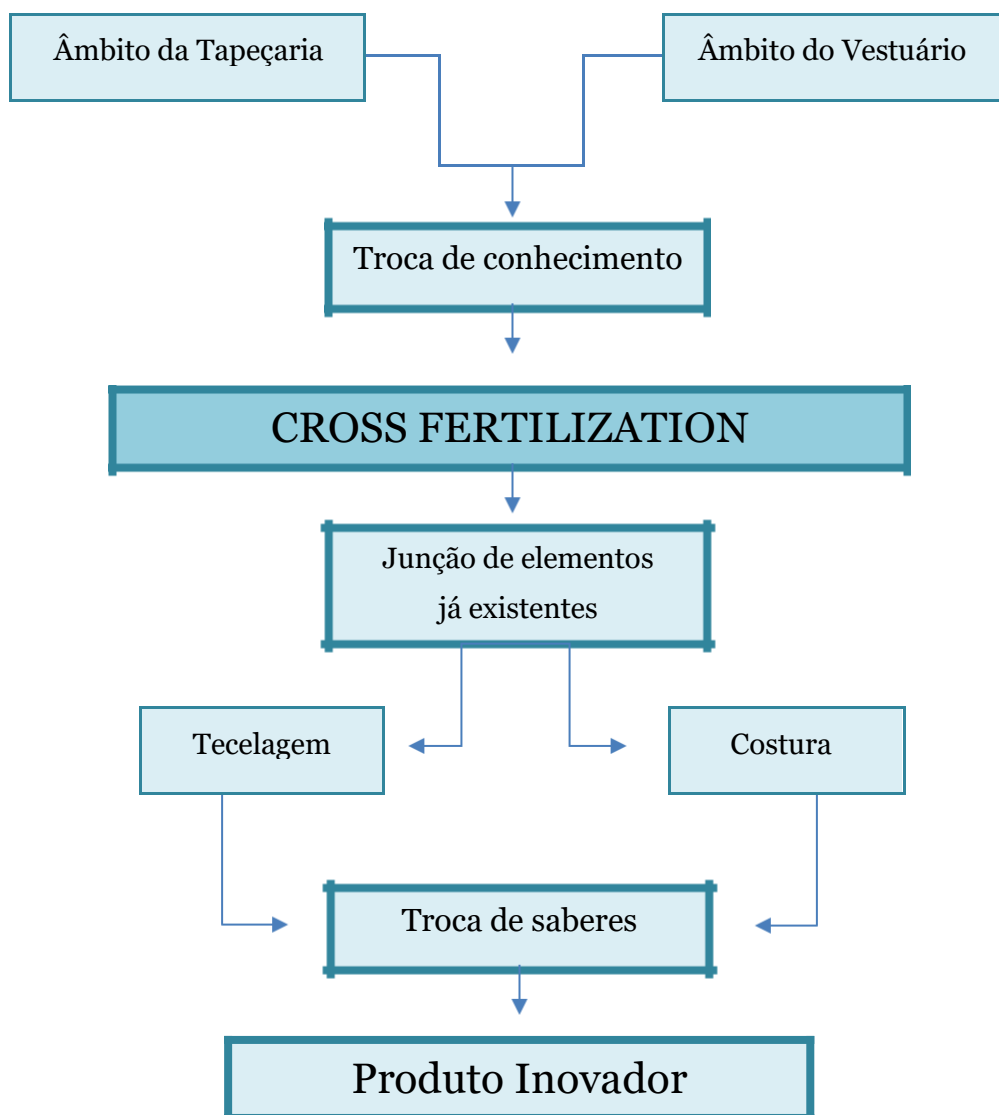 Âmbito da Tapeçaria
Âmbito do Vestuário
Troca de conhecimento
CROSS FERTILIZATION
Junção de elementos
já existentes
Tecelagem
Costura
Troca de saberes
Produto Inovador